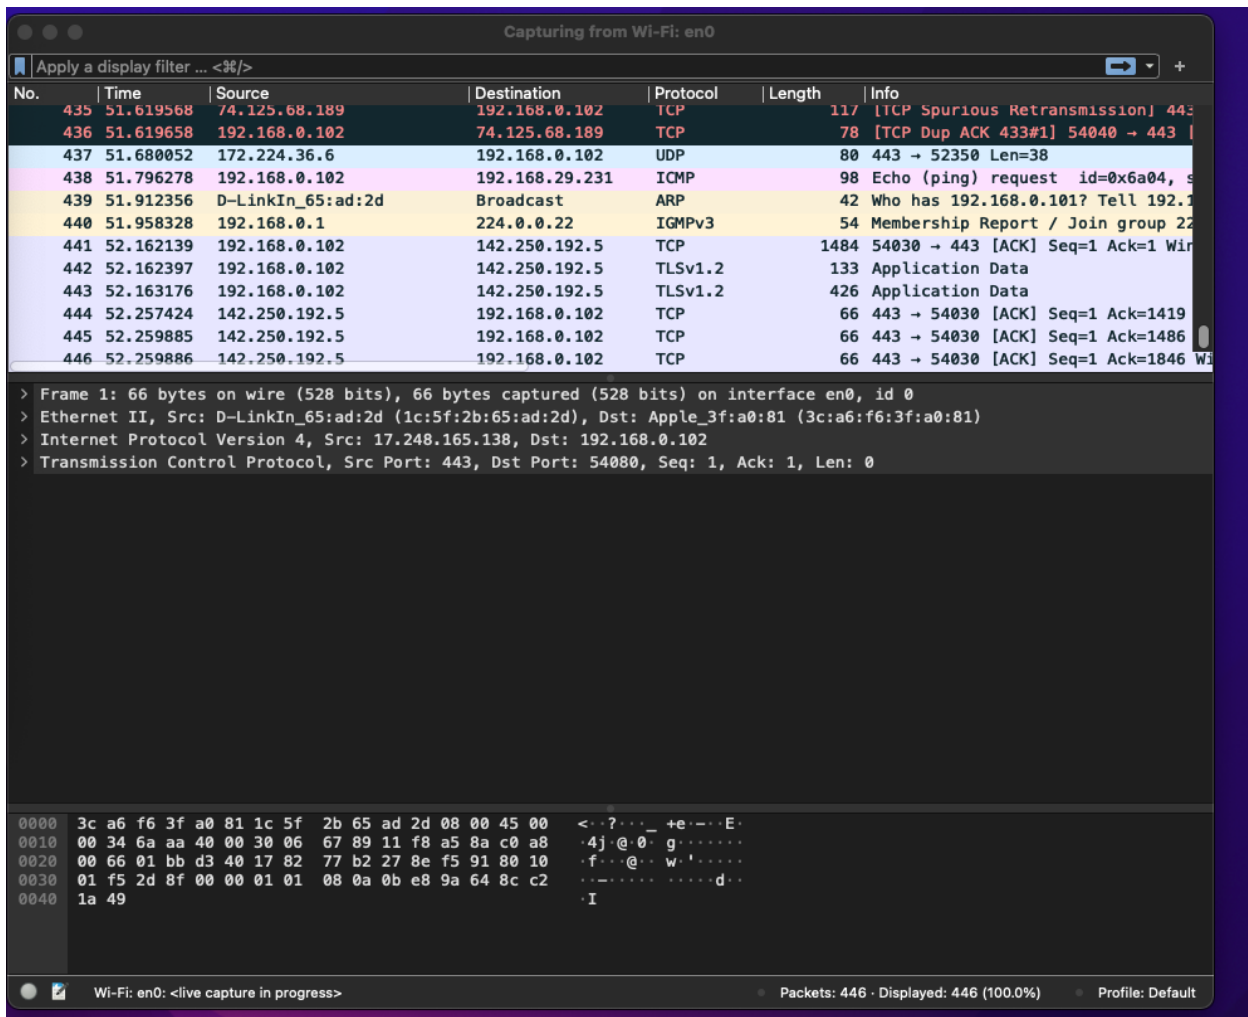 Capturing from Wi-Fi: en0
Apply a display filter ... <⌘/>
+
No. Time Source Destination Protocol Length Info
435 51.619568 74.125.68.189 192.168.0.102 TCP 117 [TCP Spurious Retransmission] 443
436 51.619658 192.168.0.102 74.125.68.189 TCP 78 [TCP Dup ACK 433#1] 54040 → 443 [
437 51.680052 172.224.36.6 192.168.0.102 UDP 80 443 → 52350 Len=38
438 51.796278 192.168.0.102 192.168.29.231 ICMP 98 Echo (ping) request id=0x6a04, s
439 51.912356 D-LinkIn_65:ad:2d Broadcast ARP 42 Who has 192.168.0.101? Tell 192.1
440 51.958328 192.168.0.1 224.0.0.22 IGMPv3 54 Membership Report / Join group 22
441 52.162139 192.168.0.102 142.250.192.5 TCP 1484 54030 → 443 [ACK] Seq=1 Ack=1 Win
442 52.162397 192.168.0.102 142.250.192.5 TLSv1.2 133 Application Data
443 52.163176 192.168.0.102 142.250.192.5 TLSv1.2 426 Application Data
444 52.257424 142.250.192.5 192.168.0.102 TCP 66 443 → 54030 [ACK] Seq=1 Ack=1419
445 52.259885 142.250.192.5 192.168.0.102 TCP 66 443 → 54030 [ACK] Seq=1 Ack=1486
446 52.259886 142.250.192.5 192.168.0.102 TCP 66 443 → 54030 [ACK] Seq=1 Ack=1846 Wi
> Frame 1: 66 bytes on wire (528 bits), 66 bytes captured (528 bits) on interface en0, id 0
> Ethernet II, Src: D-LinkIn_65:ad:2d (1c:5f:2b:65:ad:2d), Dst: Apple_3f:a0:81 (3c:a6:f6:3f:a0:81)
> Internet Protocol Version 4, Src: 17.248.165.138, Dst: 192.168.0.102
> Transmission Control Protocol, Src Port: 443, Dst Port: 54080, Seq: 1, Ack: 1, Len: 0
0000 3c a6 f6 3f a0 81 1c 5f 2b 65 ad 2d 08 00 45 00 <··?···_ +e·-··E·
0010 00 34 6a aa 40 00 30 06 67 89 11 f8 a5 8a c0 a8 ·4j·@·0· g·······
0020 00 66 01 bb d3 40 17 82 77 b2 27 8e f5 91 80 10 ·f···@·· w·'·····
0030 01 f5 2d 8f 00 00 01 01 08 0a 0b e8 9a 64 8c c2 ··-····· ·····d··
0040 1a 49 ·I
Wi-Fi: en0: <live capture in progress> Packets: 446 · Displayed: 446 (100.0%) Profile: Default